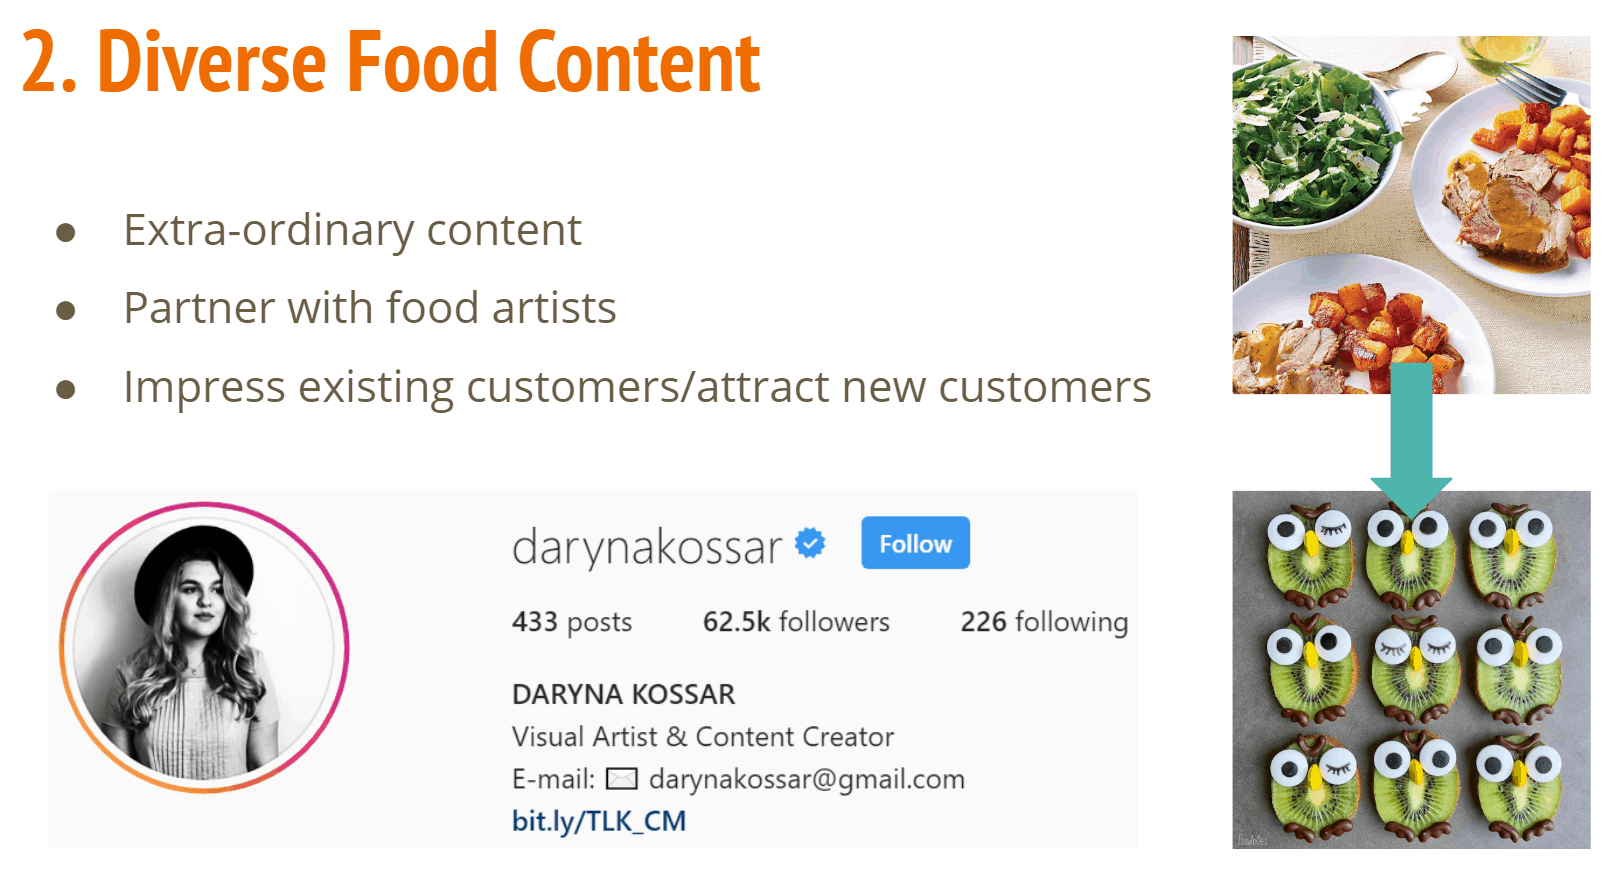 2. Diverse Food Content
● Extra-ordinary content
● Partner with food artists
● Impress existing customers/attract new customers
darynakossar Follow
433 posts 62.5k followers 226 following
DARYNA KOSSAR
Visual Artist & Content Creator
E-mail: darynakossar@gmail.com
bit.ly/TLK_CM